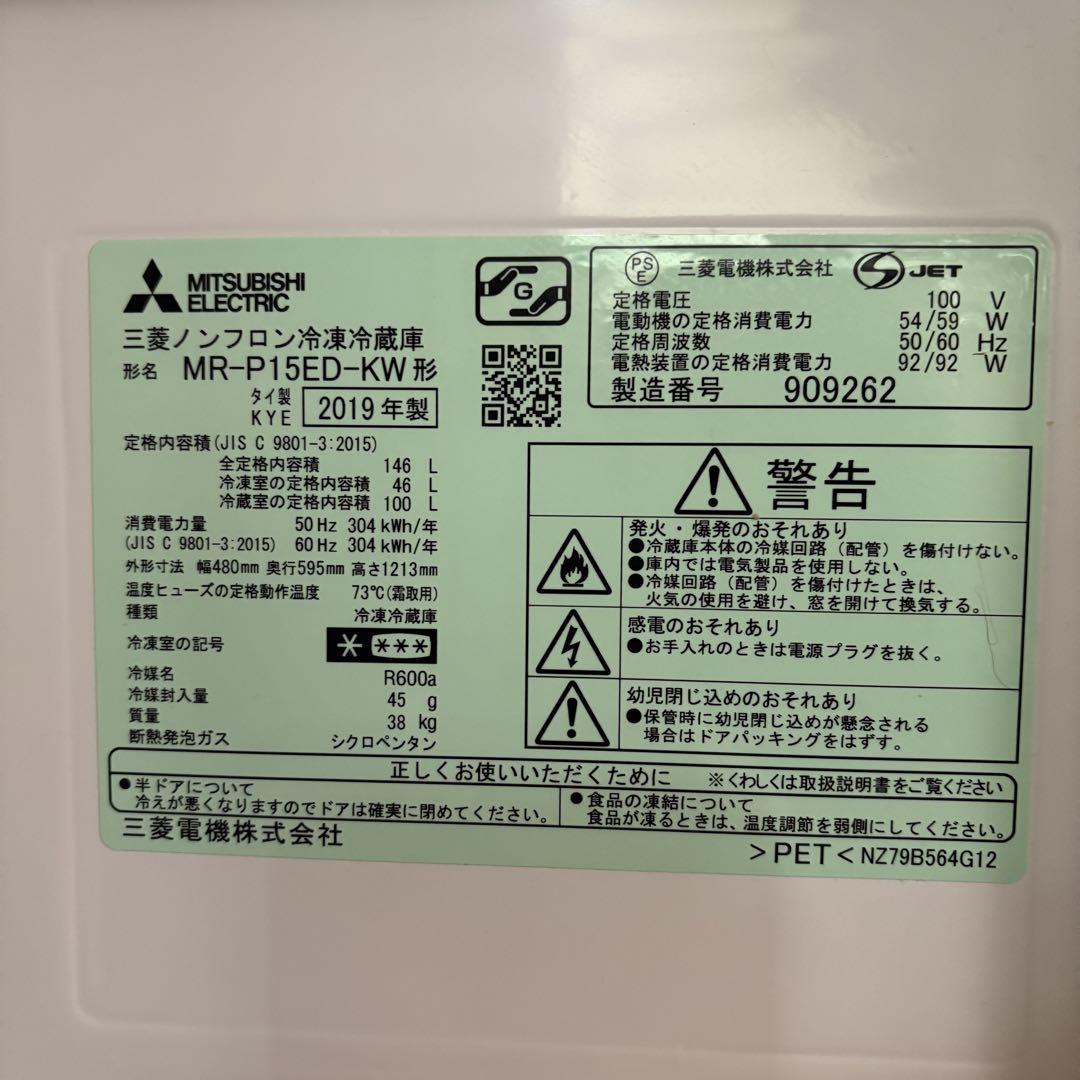 MITSUBISHI
ELECTRIC
G
三菱ノンフロン冷凍冷蔵庫
形名 MR-P15ED-KW形
タイ製
KYE 2019年製
定格内容積(JIS C 9801-3:2015)
全定格内容積 146 L
冷凍室の定格内容積 46 L
冷蔵室の定格内容積 100 L
消費電力量 50Hz 304kWh/年
(JIS C 9801-3:2015) 60Hz 304kWh/年
外形寸法 幅480mm 奥行595mm 高さ1213mm
温度ヒューズの定格動作温度 73℃(霜取用)
種類 冷凍冷蔵庫
冷凍室の記号 * ***
冷媒名 R600a
冷媒封入量 45 g
質量 38 kg
断熱発泡ガス シクロペンタン
PS
E 三菱電機株式会社 S JET
定格電圧 100 V
電動機の定格消費電力 54/59 W
定格周波数 50/60 Hz
電熱装置の定格消費電力 92/92 W
製造番号 909262
警告
発火・爆発のおそれあり
●冷蔵庫本体の冷媒回路(配管)を傷付けない。
●庫内では電気製品を使用しない。
●冷媒回路(配管)を傷付けたときは、
火気の使用を避け、窓を開けて換気する。
感電のおそれあり
●お手入れのときは電源プラグを抜く。
幼児閉じ込めのおそれあり
●保管時に幼児閉じ込めが懸念される
場合はドアパッキングをはずす。
正しくお使いいただくために ※くわしくは取扱説明書をご覧ください
●半ドアについて
冷えが悪くなりますのでドアは確実に閉めてください。
●食品の凍結について
食品が凍るときは、温度調節を弱側にしてください。
三菱電機株式会社
>PET< NZ79B564G12